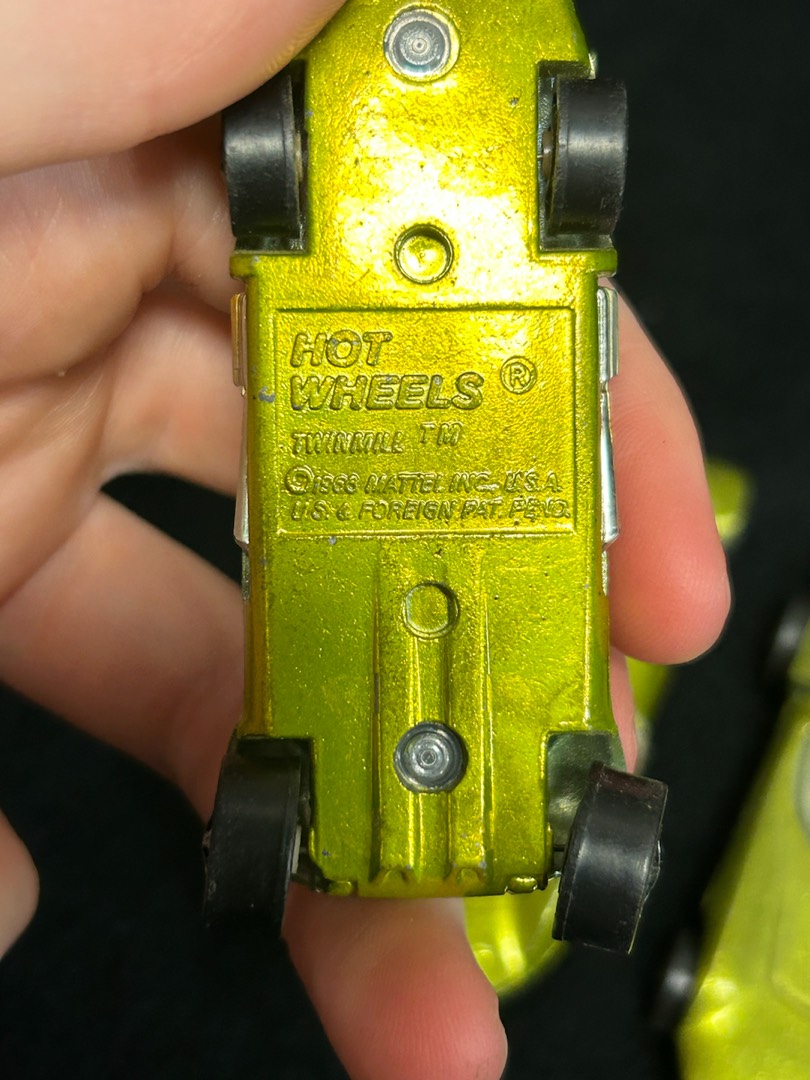 HOT
WHEELS ®
TWINMILL TM
©1968 MATTEL INC., U.S.A.
U.S. & FOREIGN PAT. PEND.